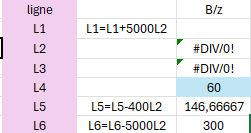 ligne B/z
L1 L1=L1+5000L2
L2 #DIV/0!
L3 #DIV/0!
L4 60
L5 L5=L5-400L2 146,66667
L6 L6=L6-5000L2 300